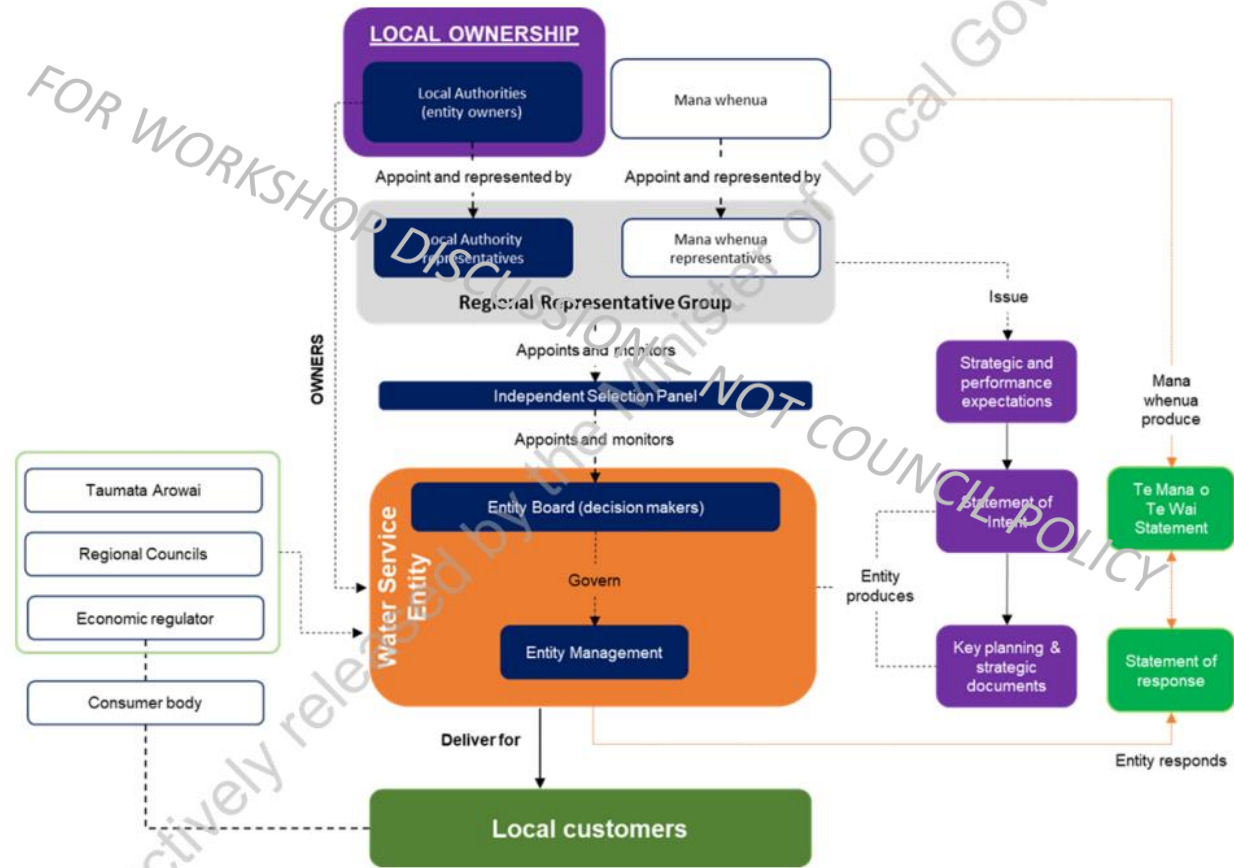 LOCAL OWNERSHIP
Local Authorities
(entity owners)
Mana whenua
Appoint and represented by
Appoint and represented by
Local Authority
representatives
Mana whenua
representatives
Regional Representative Group
Issue
Appoints and monitors
Independent Selection Panel
Appoints and monitors
OWNERS
Strategic and
performance
expectations
Mana
whenua
produce
Taumata Arowai
Regional Councils
Economic regulator
Consumer body
Water Service
Entity
Entity Board (decision makers)
Govern
Entity Management
Statement of
Intent
Te Mana o
Te Wai
Statement
Entity
produces
Key planning &
strategic
documents
Statement of
response
Deliver for
Entity responds
Local customers
FOR WORKSHOP DISCUSSION - NOT COUNCIL POLICY
released by the Minister of Local